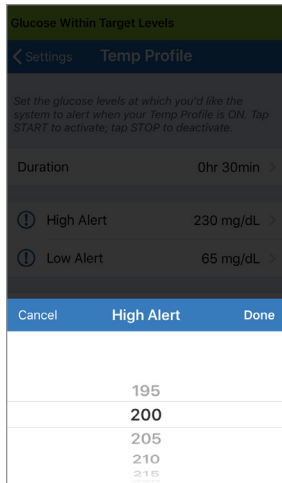 Glucose Within Target Levels
Settings Temp Profile
Set the glucose levels at which you'd like the
system to alert when your Temp Profile is ON. Tap
START to activate; tap STOP to deactivate.
Duration 0hr 30min
High Alert 230 mg/dL
Low Alert 65 mg/dL
Cancel High Alert Done
195
200
205
210
215